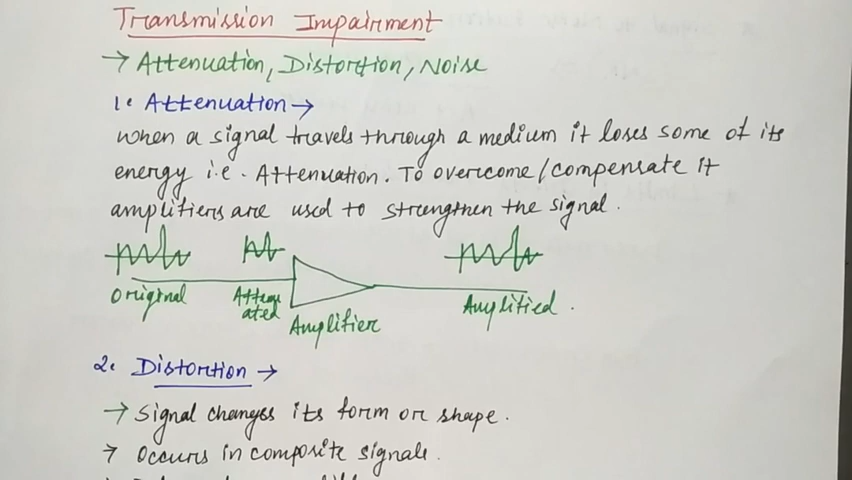 Transmission Impairment
→ Attenuation, Distortion, Noise
1. Attenuation →
When a signal travels through a medium it loses some of its
energy i.e. Attenuation. To overcome/compensate it
amplifiers are used to strengthen the signal.
Original
Attenu
ated
Amplifier
Amplified.
2. Distortion →
→ Signal changes its form or shape.
→ Occurs in composite signals.